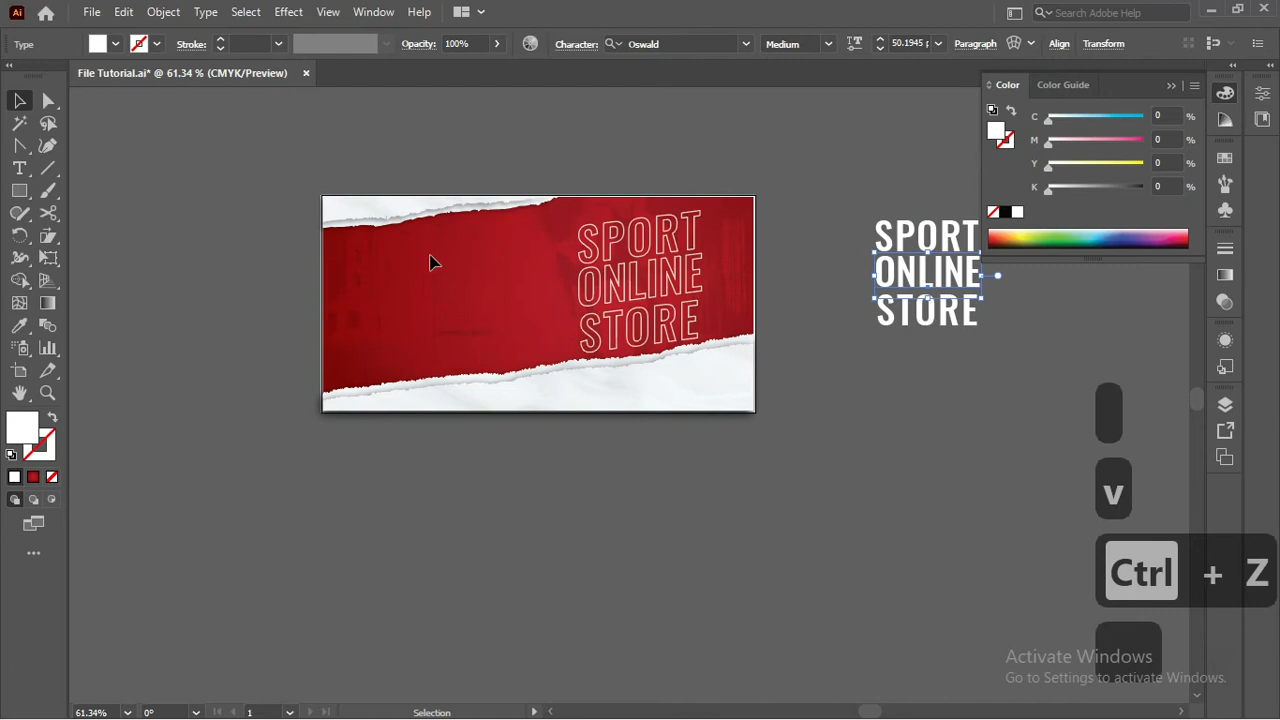 Ai File Edit Object Type Select Effect View Window Help Search Adobe Help
Type Stroke: Opacity: 100% Character: Oswald Medium 50.1945 p Paragraph Align Transform
File Tutorial.ai* @ 61.34 % (CMYK/Preview) ×
Color Color Guide
C 0 %
M 0 %
Y 0 %
K 0 %
SPORT
ONLINE
STORE
SPORT
ONLINE
STORE
v
Ctrl + Z
Activate Windows
Go to Settings to activate Windows.
61.34% 0° 1 Selection